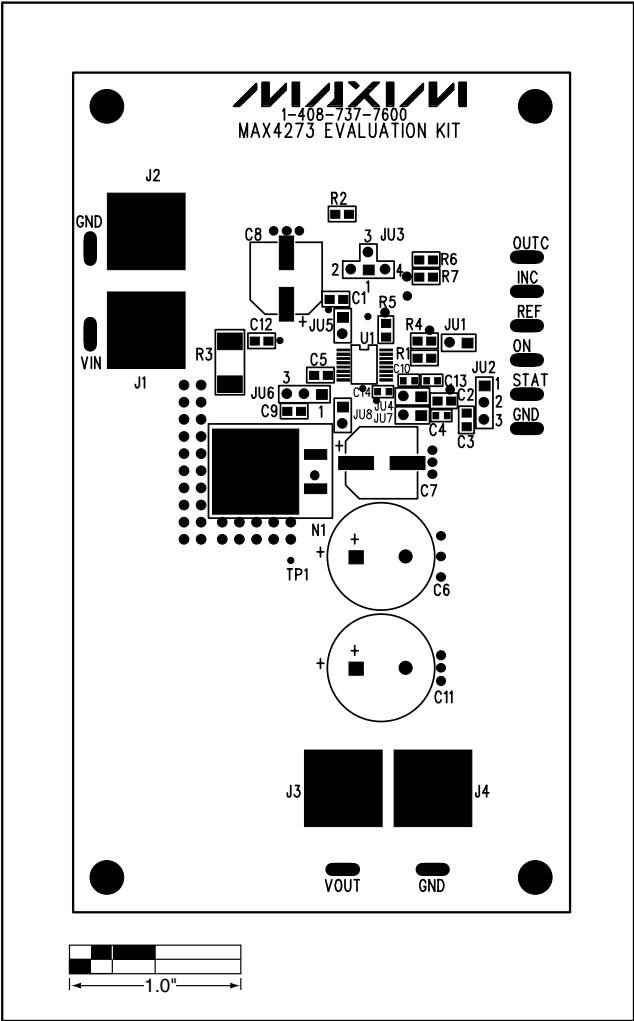 MAXIM
1-408-737-7600
MAX4273 EVALUATION KIT
J2
R2
GND
C8
3
JU3
2
4
1
OUTC
R6
R7
INC
C1
R5
REF
+
JU5
C12
U1
R4
JU1
ON
VIN
R3
R1
J1
C5
C10
C13
JU2
STAT
JU6
3
C14
C2
1
2
C9
1
JU8
JU4
JU7
GND
C4
C3
3
+
C7
N1
+
+
TP1
C6
+
+
C11
J3
J4
VOUT
GND
1.0"